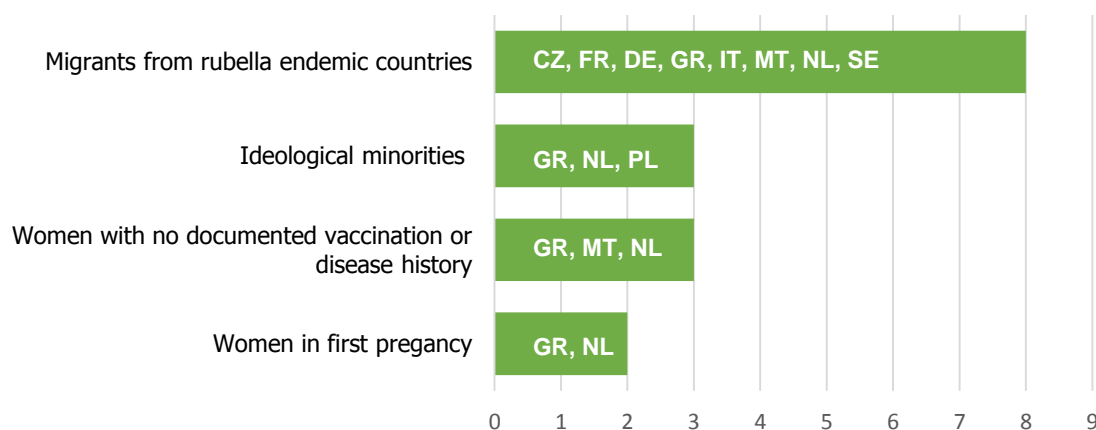 Migrants from rubella endemic countries
CZ, FR, DE, GR, IT, MT, NL, SE
Ideological minorities
GR, NL, PL
Women with no documented vaccination or
disease history
GR, MT, NL
Women in first pregancy
GR, NL
0 1 2 3 4 5 6 7 8 9